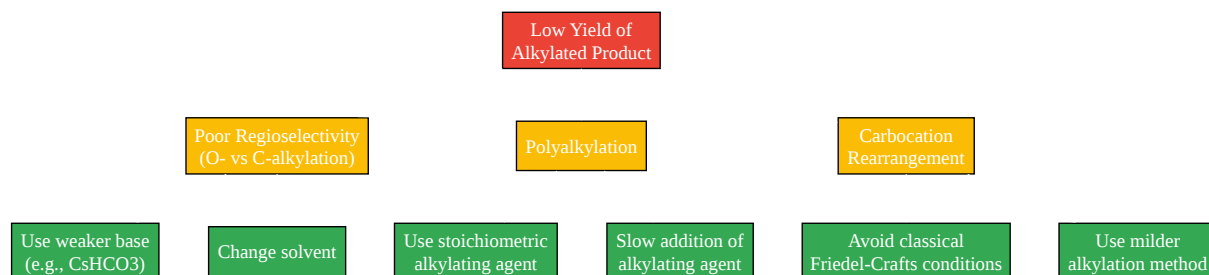 Low Yield of
Alkylated Product
Poor Regioselectivity
(O- vs C-alkylation)
Polyalkylation
Carbocation
Rearrangement
Use weaker base
(e.g., CsHCO3)
Change solvent
Use stoichiometric
alkylating agent
Slow addition of
alkylating agent
Avoid classical
Friedel-Crafts conditions
Use milder
alkylation method